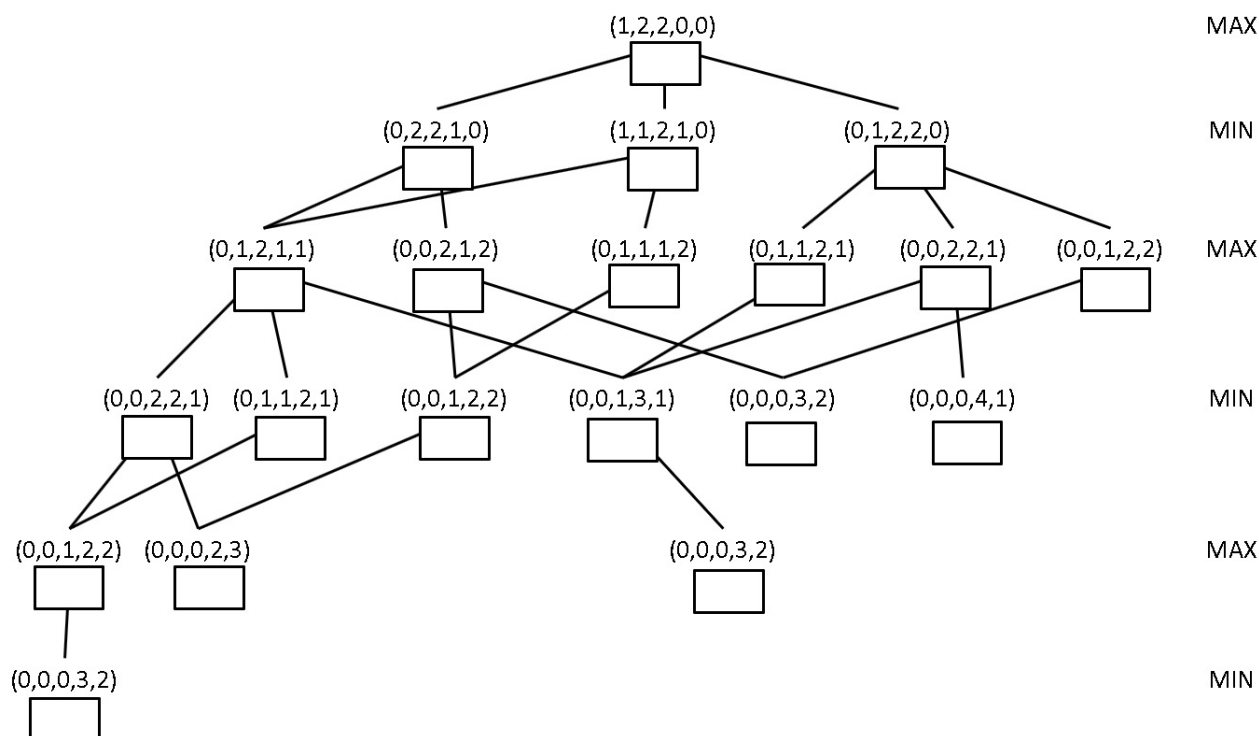 (1,2,2,0,0) MAX
(0,2,2,1,0) (1,1,2,1,0) (0,1,2,2,0) MIN
(0,1,2,1,1) (0,0,2,1,2) (0,1,1,1,2) (0,1,1,2,1) (0,0,2,2,1) (0,0,1,2,2) MAX
(0,0,2,2,1) (0,1,1,2,1) (0,0,1,2,2) (0,0,1,3,1) (0,0,0,3,2) (0,0,0,4,1) MIN
(0,0,1,2,2) (0,0,0,2,3) (0,0,0,3,2) MAX
(0,0,0,3,2) MIN